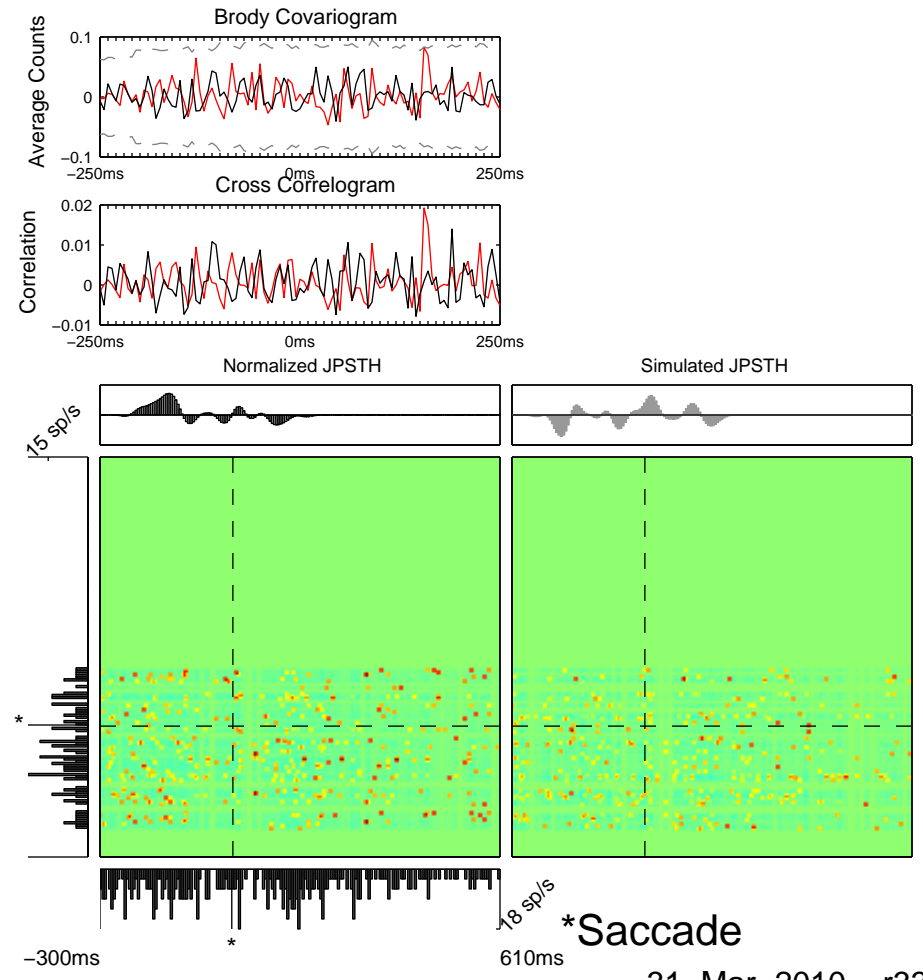 Brody Covariogram
Average Counts
0.1
0
−0.1
−250ms
0ms
250ms
Cross Correlogram
Correlation
0.02
0.01
0
−0.01
−250ms
0ms
250ms
Normalized JPSTH
Simulated JPSTH
15 sp/s
*
18 sp/s
*
*Saccade
−300ms
610ms